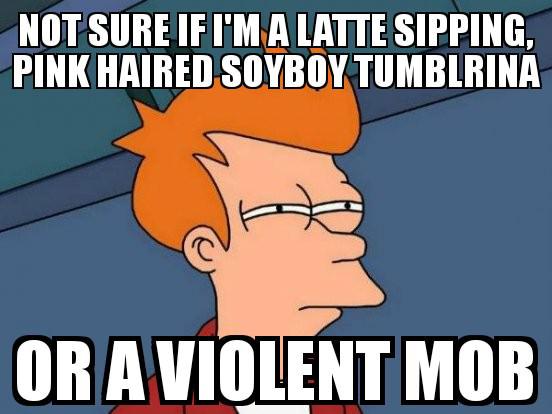 NOT SURE IF I'M A LATTE SIPPING,
PINK HAIRED SOYBOY TUMBLRINA
OR A VIOLENT MOB